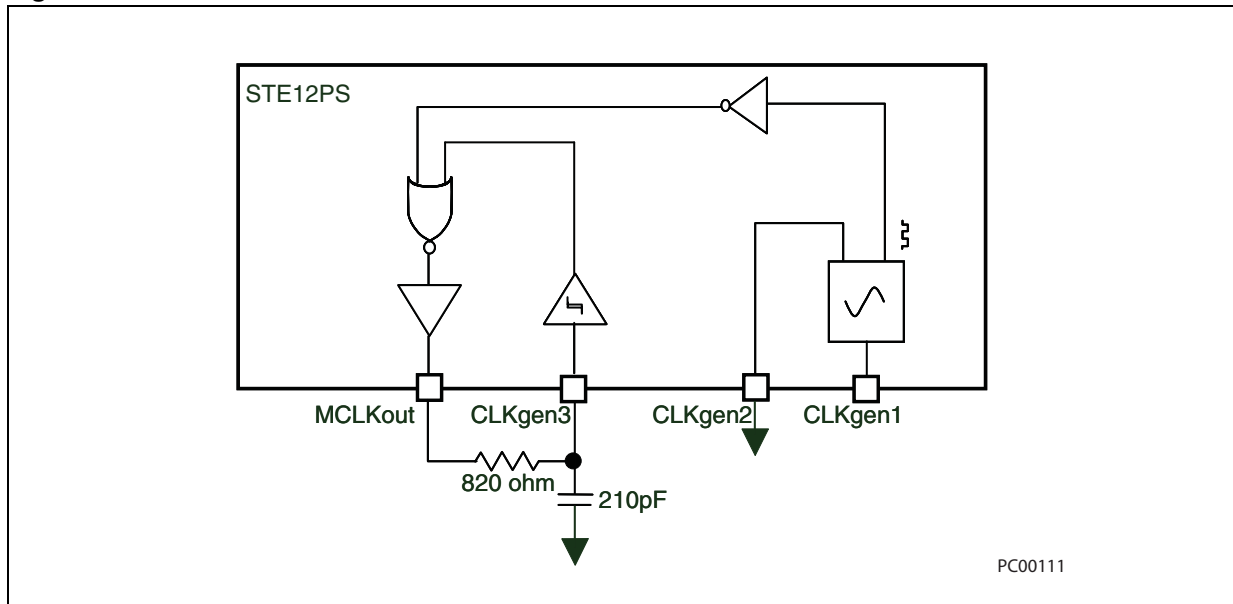 STE12PS
MCLKout
CLKgen3
CLKgen2
CLKgen1
820 ohm
210pF
PC00111